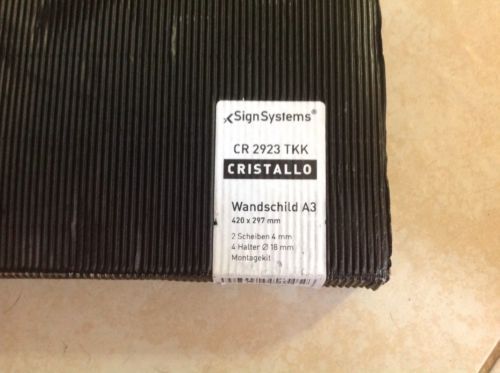 SignSystems®
CR 2923 TKK
CRISTALLO
Wandschild A3
420 x 297 mm
2 Scheiben 4 mm
4 Halter Ø 18 mm
Montagekit